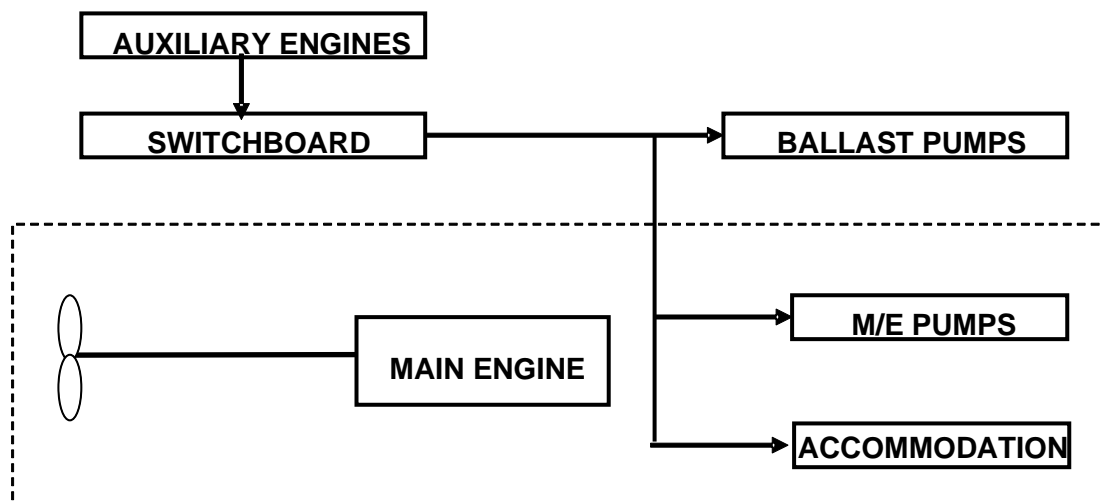 AUXILIARY ENGINES
SWITCHBOARD
BALLAST PUMPS
M/E PUMPS
MAIN ENGINE
ACCOMMODATION